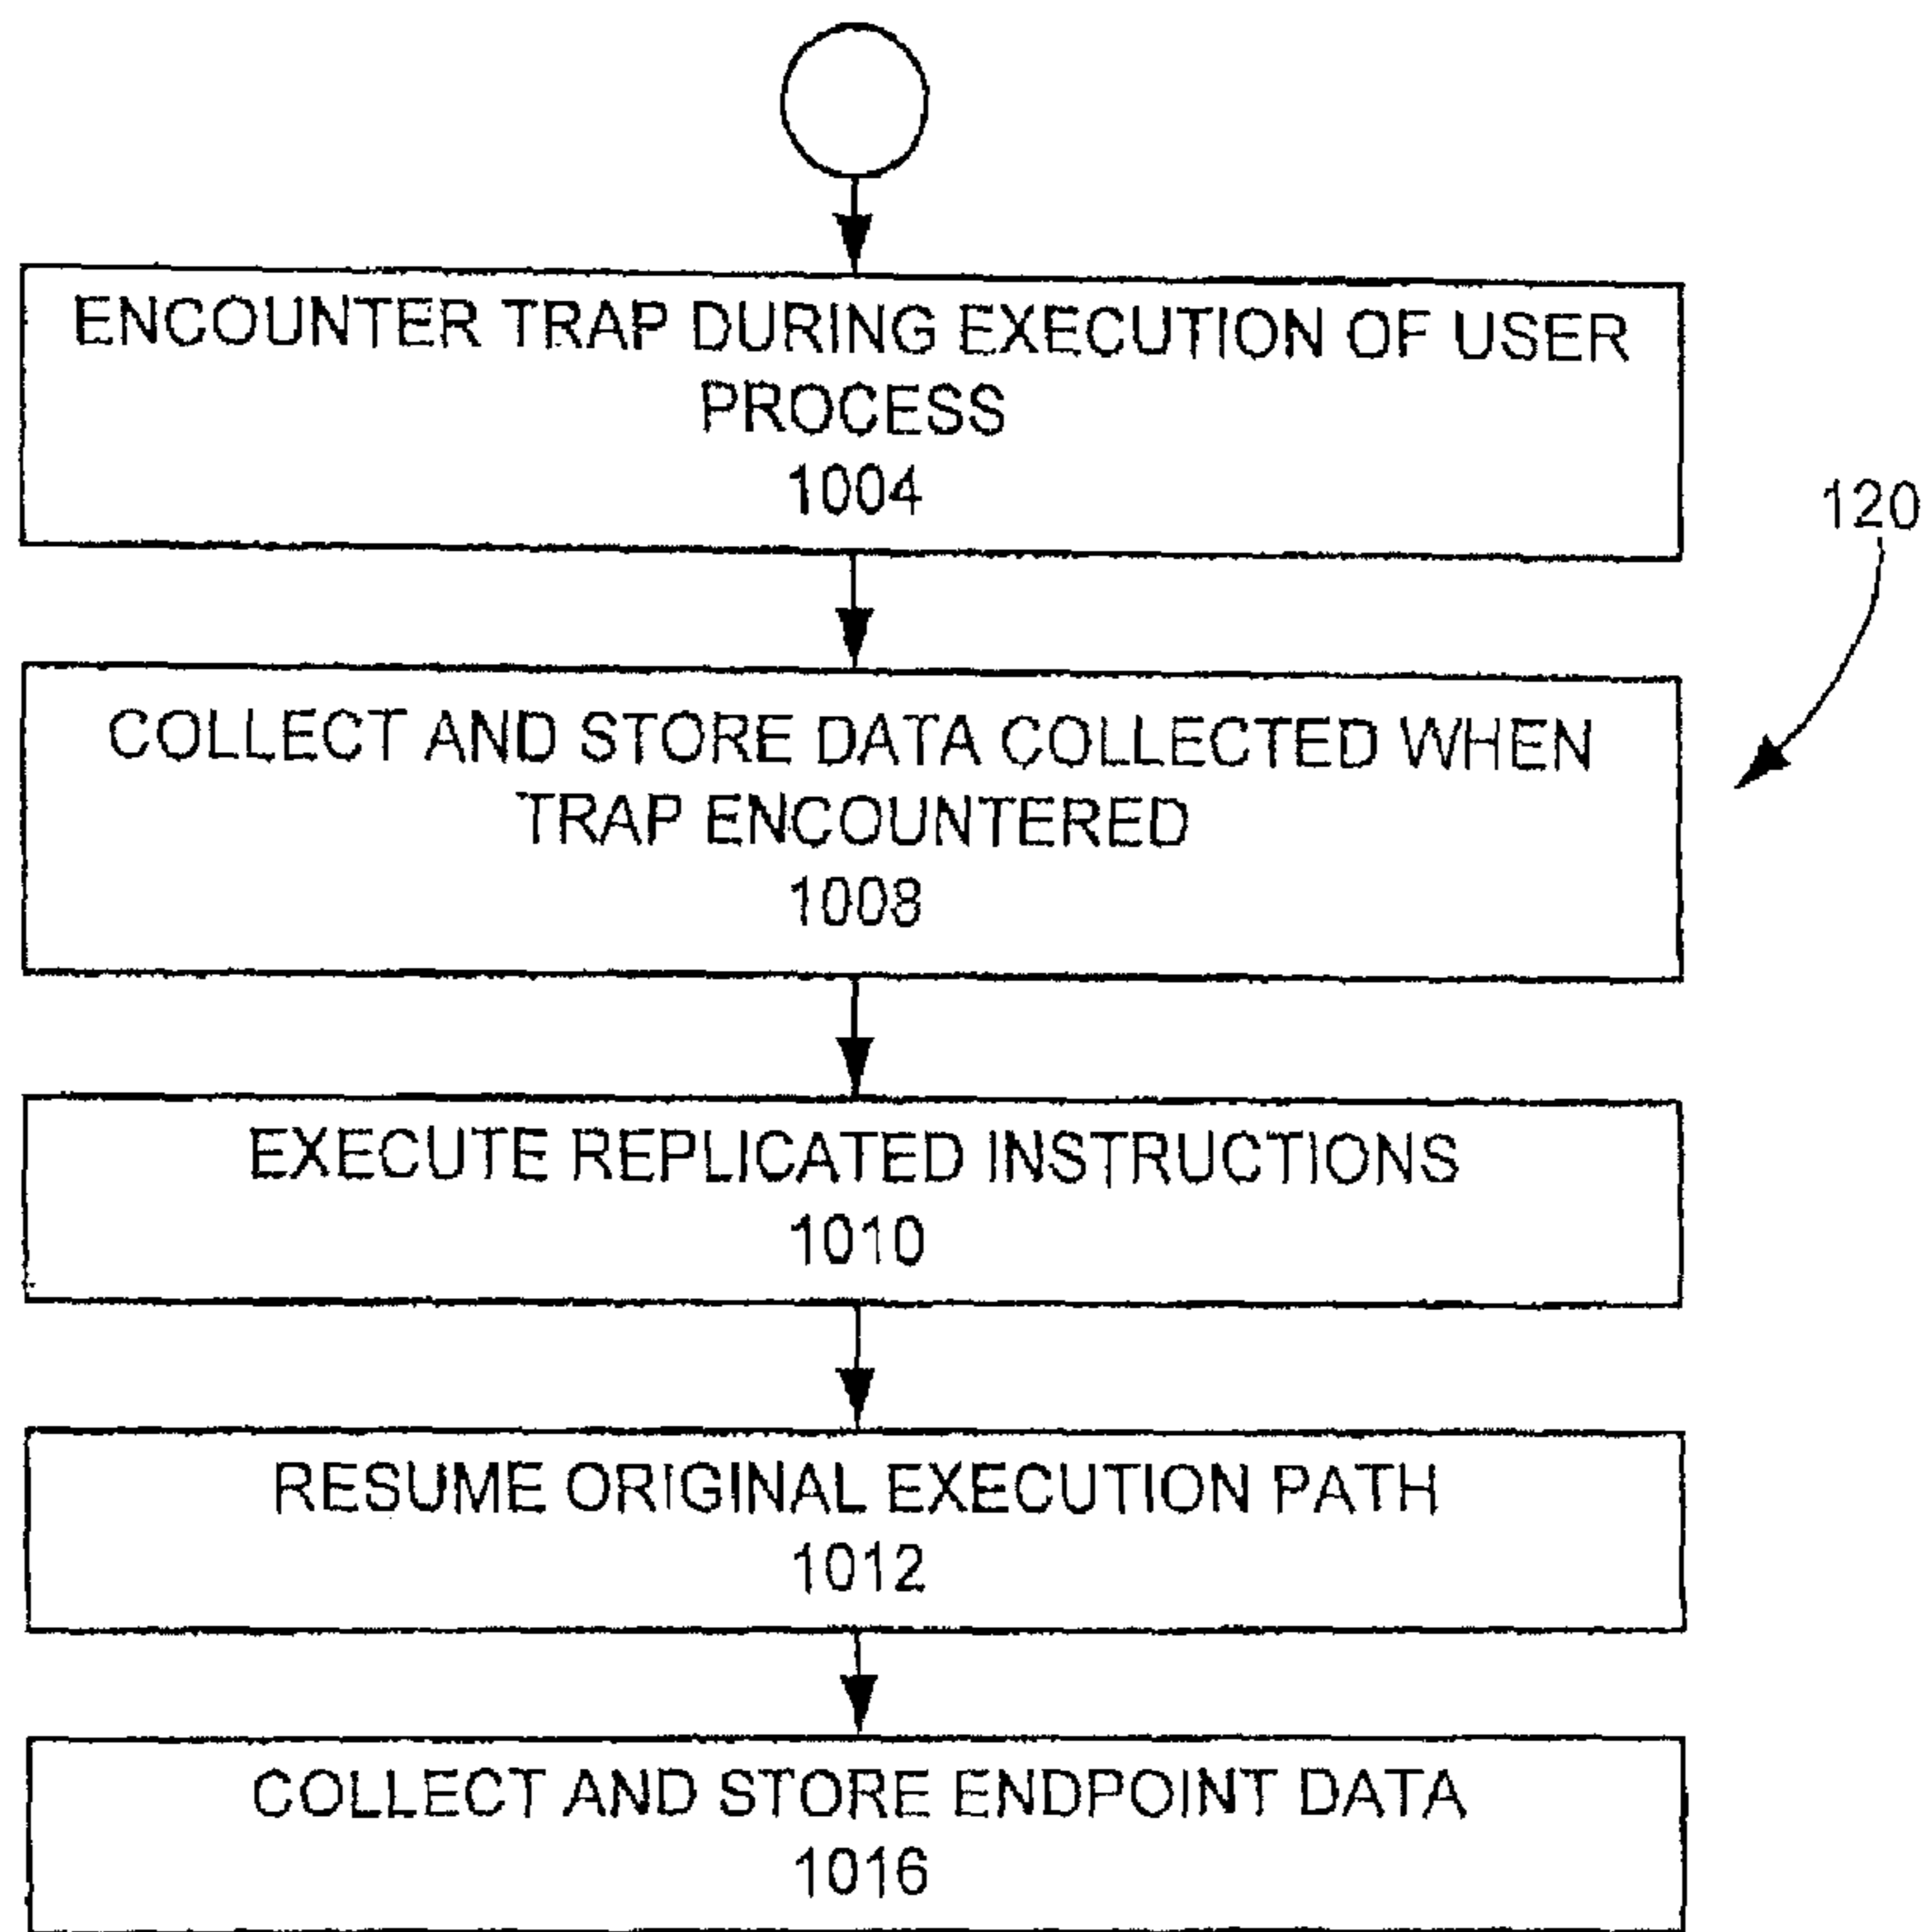 ENCOUNTER TRAP DURING EXECUTION OF USER
PROCESS
1004
120
COLLECT AND STORE DATA COLLECTED WHEN
TRAP ENCOUNTERED
1008
EXECUTE REPLICATED INSTRUCTIONS
1010
RESUME ORIGINAL EXECUTION PATH
1012
COLLECT AND STORE ENDPOINT DATA
1016